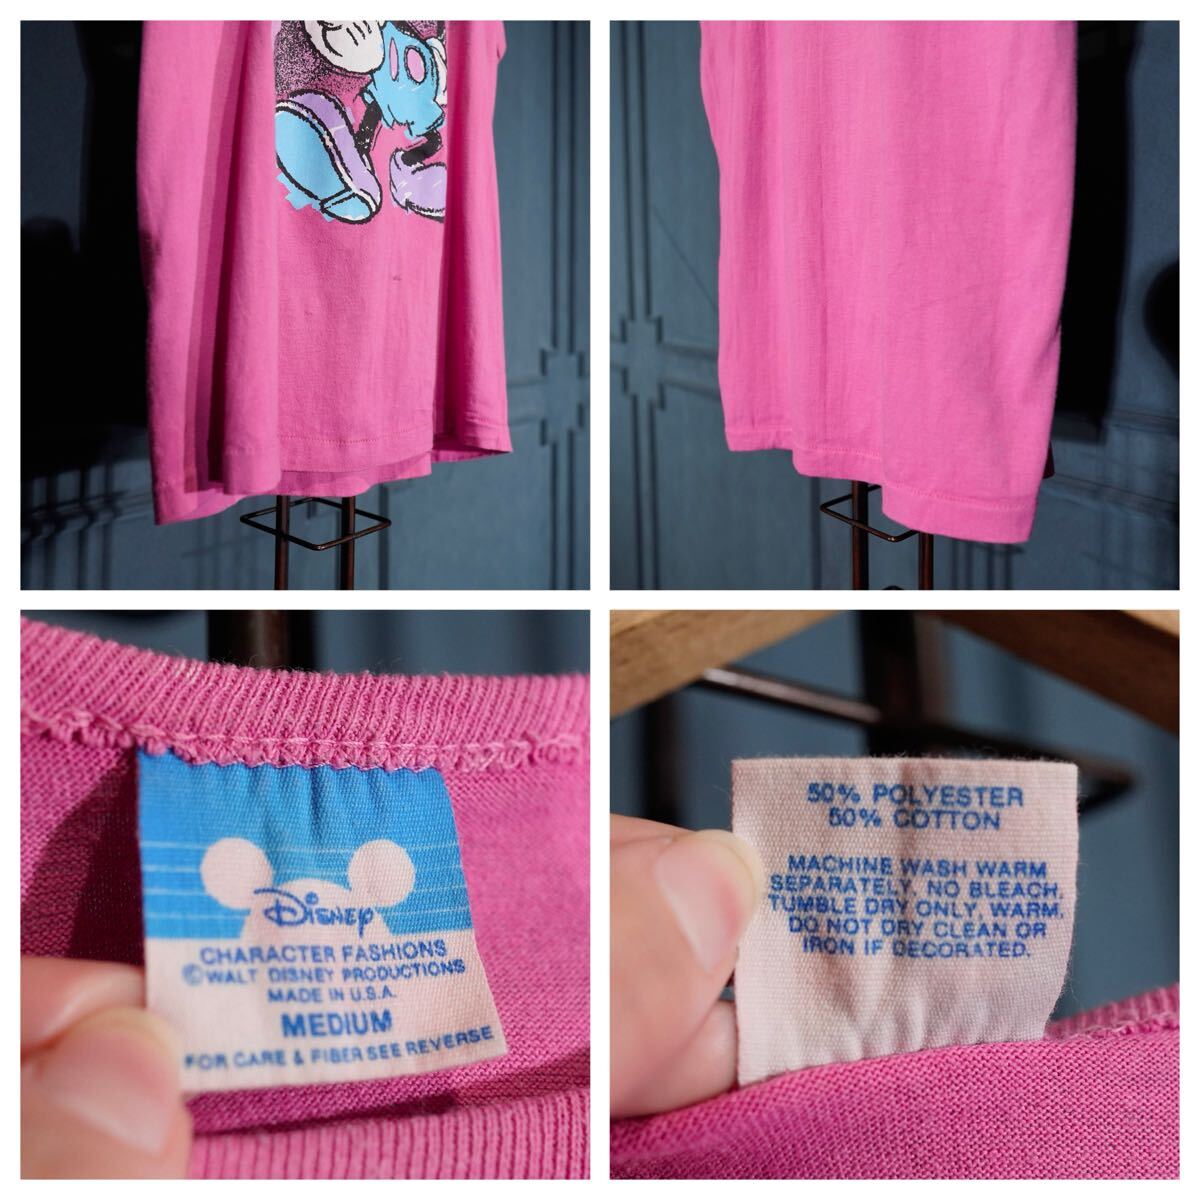 Disney
CHARACTER FASHIONS
©WALT DISNEY PRODUCTIONS
MADE IN U.S.A.
MEDIUM
FOR CARE & FIBER SEE REVERSE
50% POLYESTER
50% COTTON
MACHINE WASH WARM
SEPARATELY, NO BLEACH,
TUMBLE DRY ONLY, WARM,
DO NOT DRY CLEAN OR
IRON IF DECORATED.